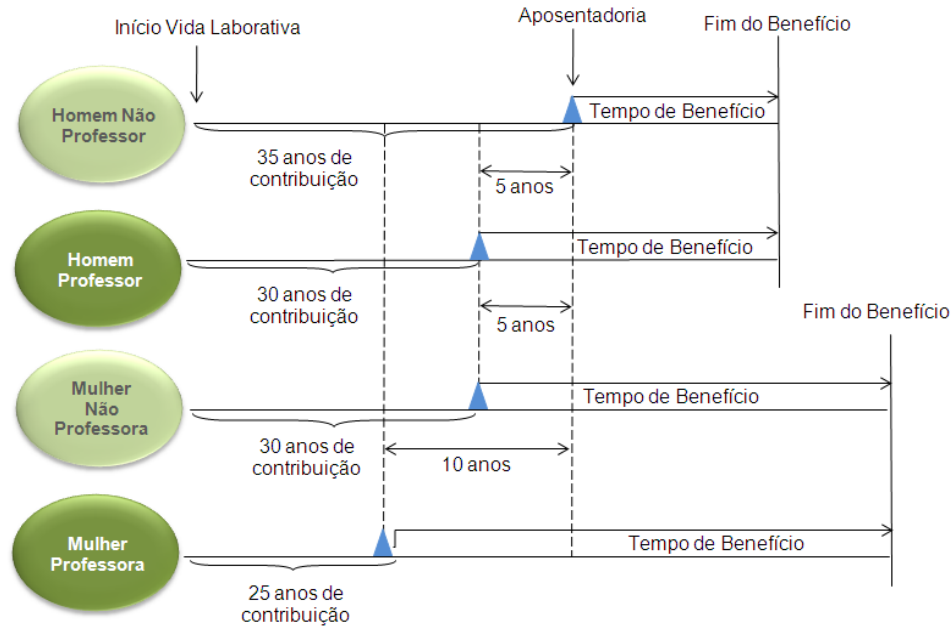 Início Vida Laborativa
Aposentadoria
Fim do Benefício
Homem Não
Professor
Tempo de Benefício
35 anos de
contribuição
5 anos
Homem
Professor
Tempo de Benefício
30 anos de
contribuição
5 anos
Fim do Benefício
Mulher
Não
Professora
Tempo de Benefício
30 anos de
contribuição
10 anos
Mulher
Professora
Tempo de Benefício
25 anos de
contribuição